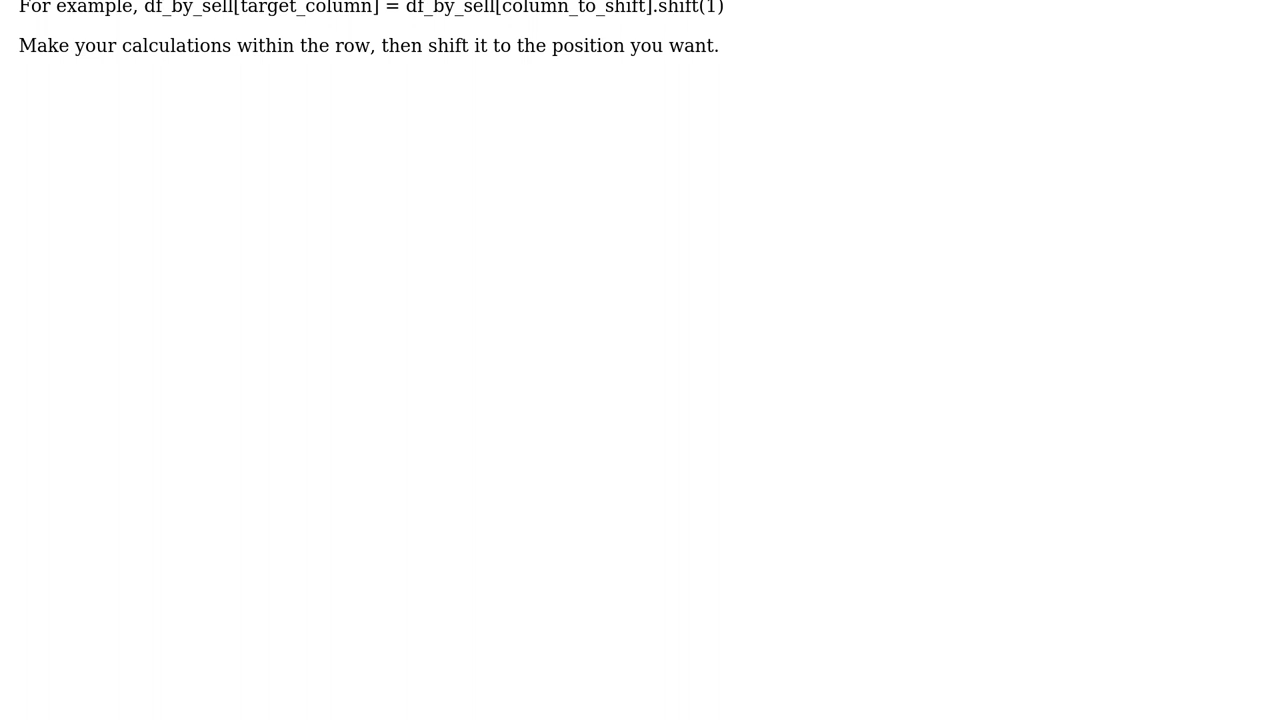 For example, df_by_sell[target_column] = df_by_sell[column_to_shift].shift(1)
Make your calculations within the row, then shift it to the position you want.